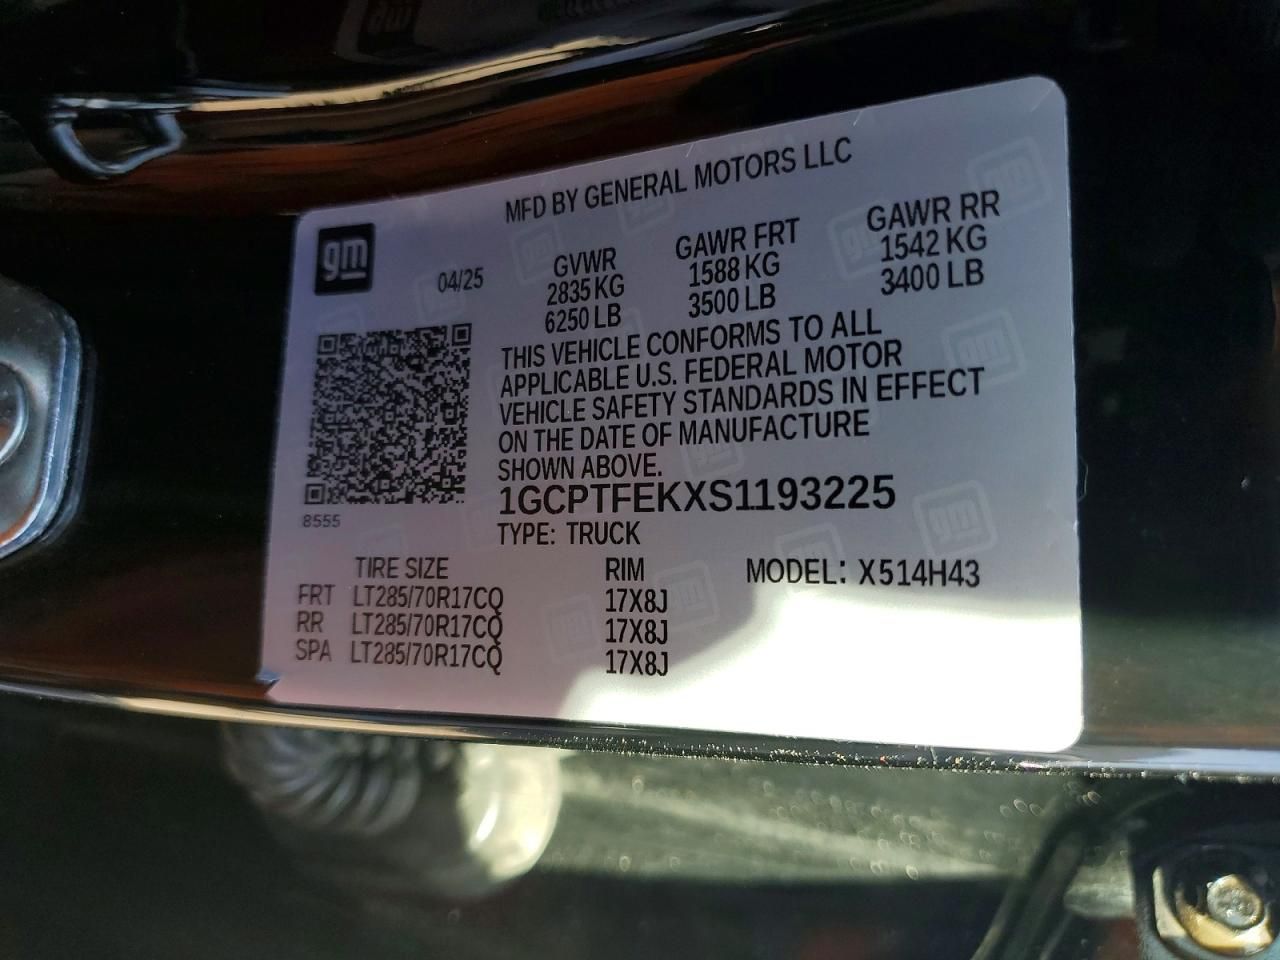 MFD BY GENERAL MOTORS LLC
gm
04/25
GVWR GAWR FRT GAWR RR
2835 KG 1588 KG 1542 KG
6250 LB 3500 LB 3400 LB
THIS VEHICLE CONFORMS TO ALL
APPLICABLE U.S. FEDERAL MOTOR
VEHICLE SAFETY STANDARDS IN EFFECT
ON THE DATE OF MANUFACTURE
SHOWN ABOVE.
8555
1GCPTFEKXS1193225
TYPE: TRUCK
TIRE SIZE RIM MODEL: X514H43
FRT LT285/70R17CQ 17X8J
RR LT285/70R17CQ 17X8J
SPA LT285/70R17CQ 17X8J